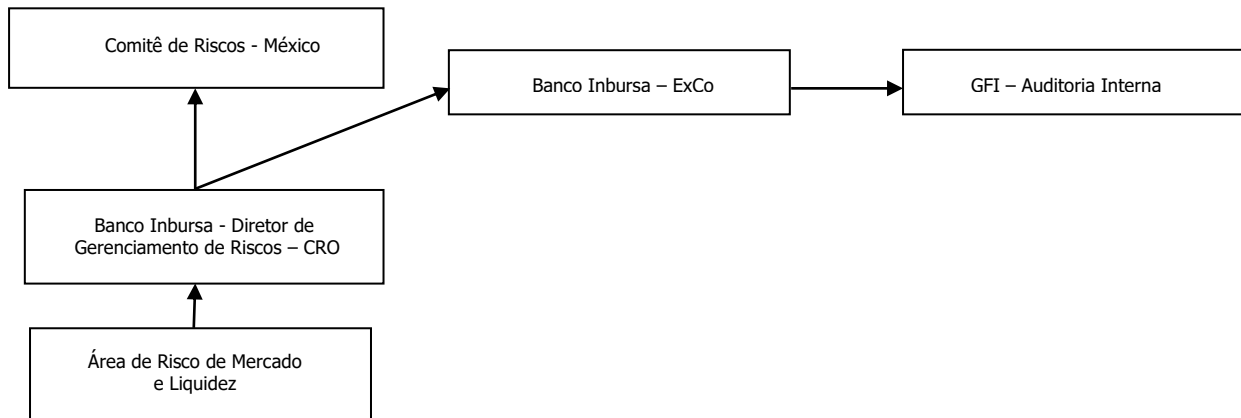 Comitê de Riscos - México
Banco Inbursa – ExCo
GFI – Auditoria Interna
Banco Inbursa - Diretor de
Gerenciamento de Riscos – CRO
Área de Risco de Mercado
e Liquidez